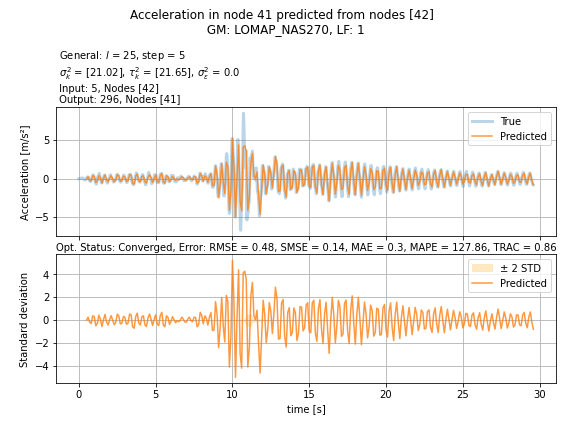 Acceleration in node 41 predicted from nodes [42]
GM: LOMAP_NAS270, LF: 1
General: l = 25, step = 5
σ²ₖ = [21.02], τ²ₖ = [21.65], σ²ε = 0.0
Input: 5, Nodes [42]
Output: 296, Nodes [41]
Acceleration [m/s²]
5
0
−5
True
Predicted
Opt. Status: Converged, Error: RMSE = 0.48, SMSE = 0.14, MAE = 0.3, MAPE = 127.86, TRAC = 0.86
Standard deviation
4
2
0
−2
−4
± 2 STD
Predicted
0 5 10 15 20 25 30
time [s]